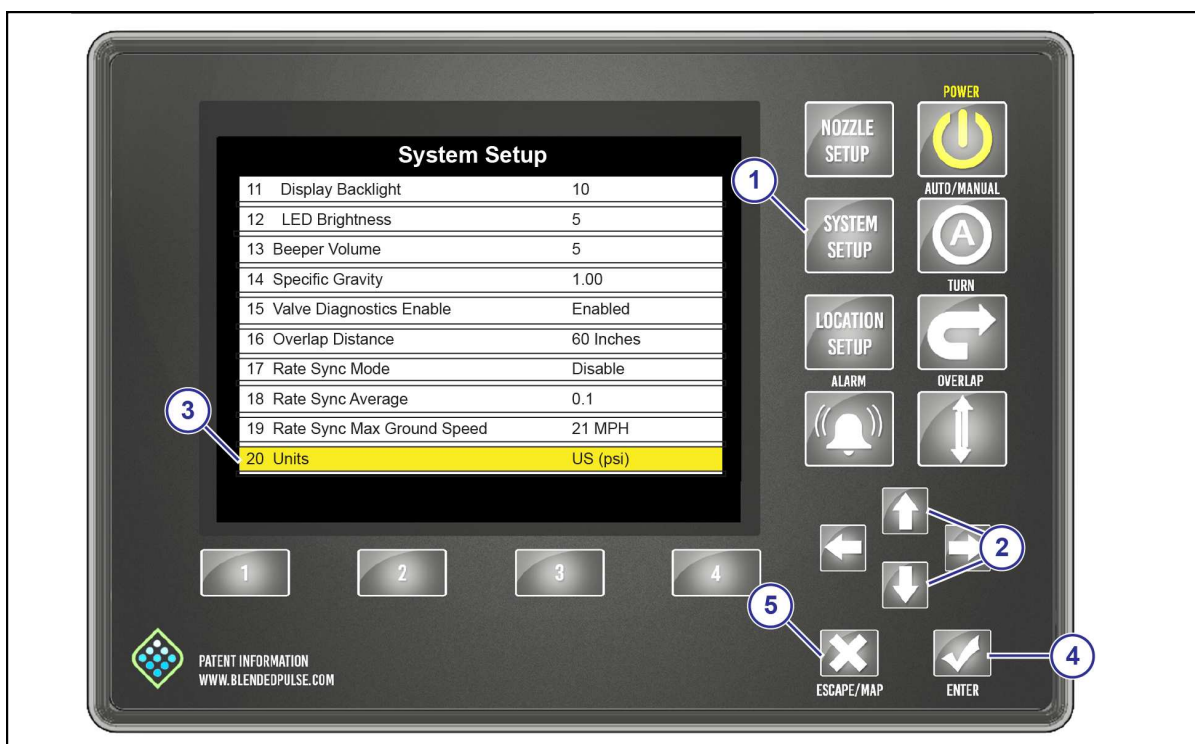 POWER
NOZZLE
SETUP
System Setup
1
AUTO/MANUAL
11 Display Backlight 10
12 LED Brightness 5
SYSTEM
SETUP
A
13 Beeper Volume 5
14 Specific Gravity 1.00
TURN
15 Valve Diagnostics Enable Enabled
LOCATION
SETUP
16 Overlap Distance 60 Inches
17 Rate Sync Mode Disable
ALARM
OVERLAP
18 Rate Sync Average 0.1
3
19 Rate Sync Max Ground Speed 21 MPH
20 Units US (psi)
2
1
2
3
4
5
PATENT INFORMATION
WWW.BLENDEDPULSE.COM
4
ESCAPE/MAP
ENTER